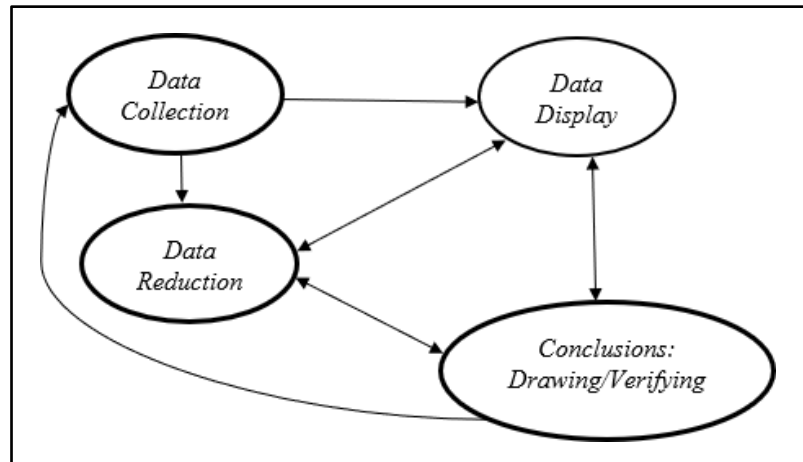 Data
Collection
Data
Display
Data
Reduction
Conclusions:
Drawing/Verifying